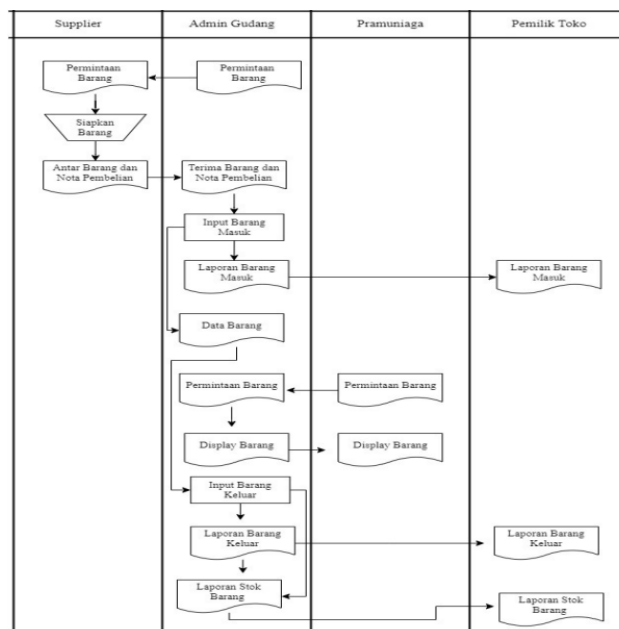 Supplier
Admin Gudang
Pramuniaga
Pemilik Toko
Permintaan
Barang
Permintaan
Barang
Siapkan
Barang
Antar Barang dan
Nota Pembelian
Terima Barang dan
Nota Pembelian
Input Barang
Masuk
Laporan Barang
Masuk
Laporan Barang
Masuk
Data Barang
Permintaan Barang
Permintaan Barang
Display Barang
Display Barang
Input Barang
Keluar
Laporan Barang
Keluar
Laporan Barang
Keluar
Laporan Stok
Barang
Laporan Stok
Barang